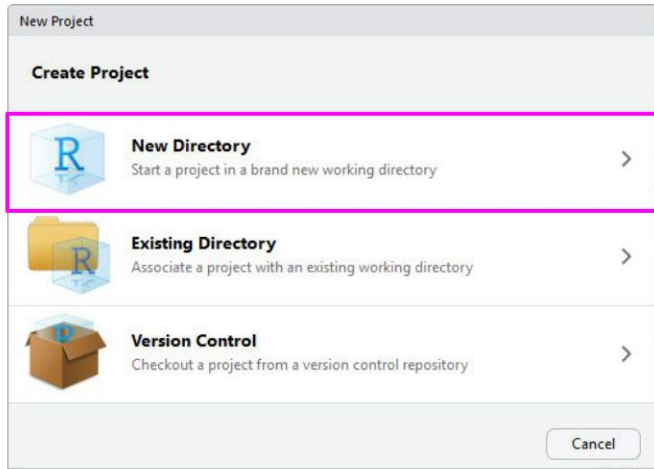 New Project
Create Project
R
New Directory
Start a project in a brand new working directory
R
Existing Directory
Associate a project with an existing working directory
Version Control
Checkout a project from a version control repository
Cancel